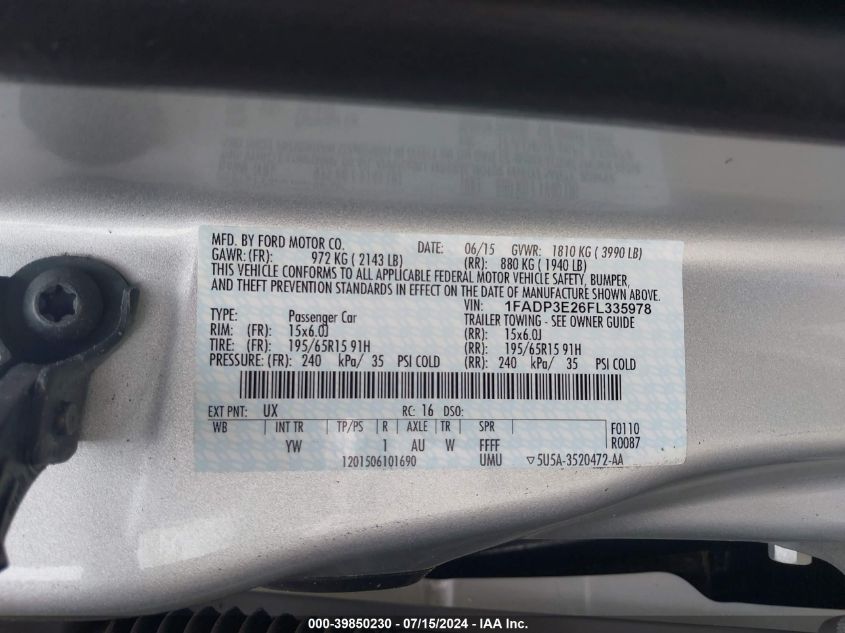 MFD. BY FORD MOTOR CO. DATE: 06/15 GVWR: 1810 KG ( 3990 LB)
GAWR: (FR): 972 KG ( 2143 LB) (RR): 880 KG ( 1940 LB)
THIS VEHICLE CONFORMS TO ALL APPLICABLE FEDERAL MOTOR VEHICLE SAFETY, BUMPER,
AND THEFT PREVENTION STANDARDS IN EFFECT ON THE DATE OF MANUFACTURE SHOWN ABOVE.
VIN: 1FADP3E26FL335978
TYPE: Passenger Car TRAILER TOWING - SEE OWNER GUIDE
RIM: (FR): 15x6.0J (RR): 15x6.0J
TIRE: (FR): 195/65R15 91H (RR): 195/65R15 91H
PRESSURE: (FR): 240 kPa/ 35 PSI COLD (RR): 240 kPa/ 35 PSI COLD
EXT PNT: UX RC: 16 DSO:
WB INT TR TP/PS R AXLE TR SPR F0110
YW 1 AU W FFFF R0087
1201506101690 UMU ▽5U5A-3520472-AA
000-39850230 - 07/15/2024 - IAA Inc.